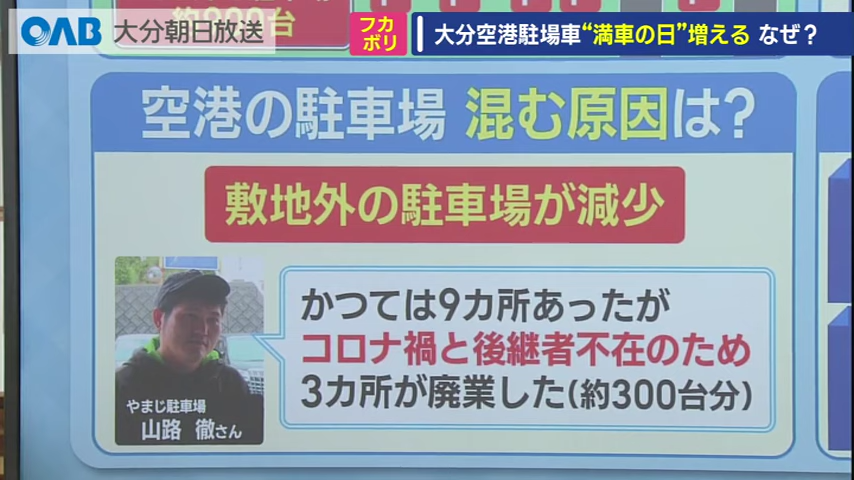 OAB 大分朝日放送
約300台
フカボリ
大分空港駐場車“満車の日”増える なぜ？
空港の駐車場 混む原因は？
敷地外の駐車場が減少
かつては9カ所あったが
コロナ禍と後継者不在のため
3カ所が廃業した（約300台分）
やまじ駐車場
山路 徹さん